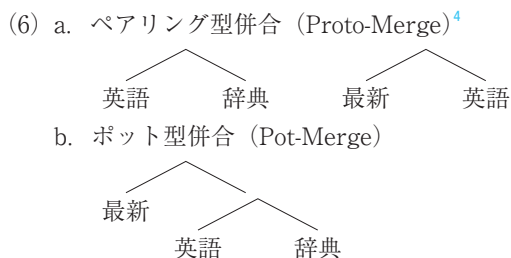 (6) a. ペアリング型併合（Proto-Merge）4
英語 辞典 最新 英語
b. ポット型併合（Pot-Merge）
最新
英語 辞典